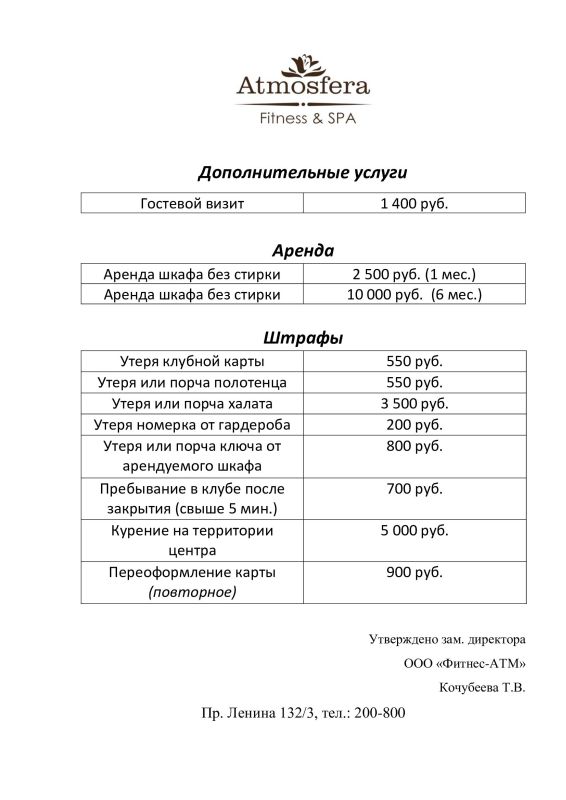 Atmosfera
Fitness & SPA
Дополнительные услуги
Гостевой визит 1 400 руб.
Аренда
Аренда шкафа без стирки 2 500 руб. (1 мес.)
Аренда шкафа без стирки 10 000 руб. (6 мес.)
Штрафы
Утеря клубной карты 550 руб.
Утеря или порча полотенца 550 руб.
Утеря или порча халата 3 500 руб.
Утеря номерка от гардероба 200 руб.
Утеря или порча ключа от 800 руб.
арендуемого шкафа
Пребывание в клубе после 700 руб.
закрытия (свыше 5 мин.)
Курение на территории 5 000 руб.
центра
Переоформление карты 900 руб.
(повторное)
Утверждено зам. директора
ООО «Фитнес-АТМ»
Кочубеева Т.В.
Пр. Ленина 132/3, тел.: 200-800